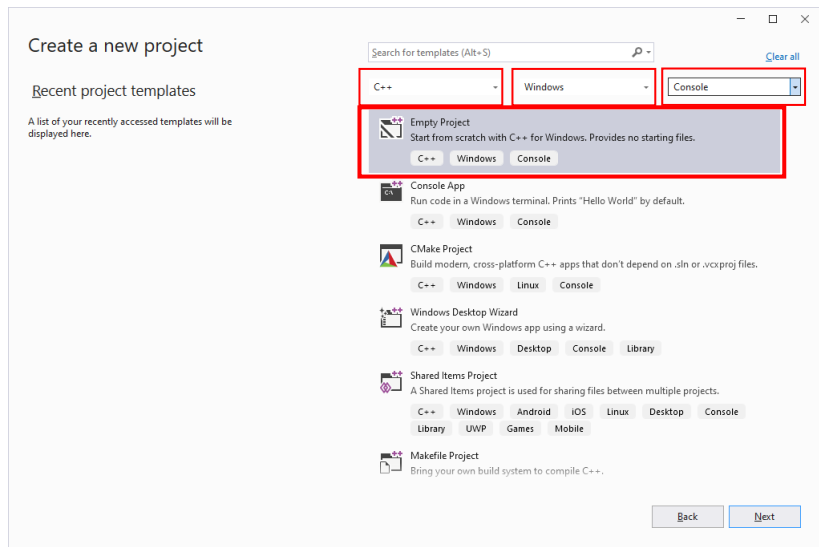 Create a new project
Recent project templates
A list of your recently accessed templates will be
displayed here.
Search for templates (Alt+S)
Clear all
C++
Windows
Console
Empty Project
Start from scratch with C++ for Windows. Provides no starting files.
C++ Windows Console
Console App
Run code in a Windows terminal. Prints "Hello World" by default.
C++ Windows Console
CMake Project
Build modern, cross-platform C++ apps that don't depend on .sln or .vcxproj files.
C++ Windows Linux Console
Windows Desktop Wizard
Create your own Windows app using a wizard.
C++ Windows Desktop Console Library
Shared Items Project
A Shared Items project is used for sharing files between multiple projects.
C++ Windows Android iOS Linux Desktop Console
Library UWP Games Mobile
Makefile Project
Bring your own build system to compile C++.
Back
Next